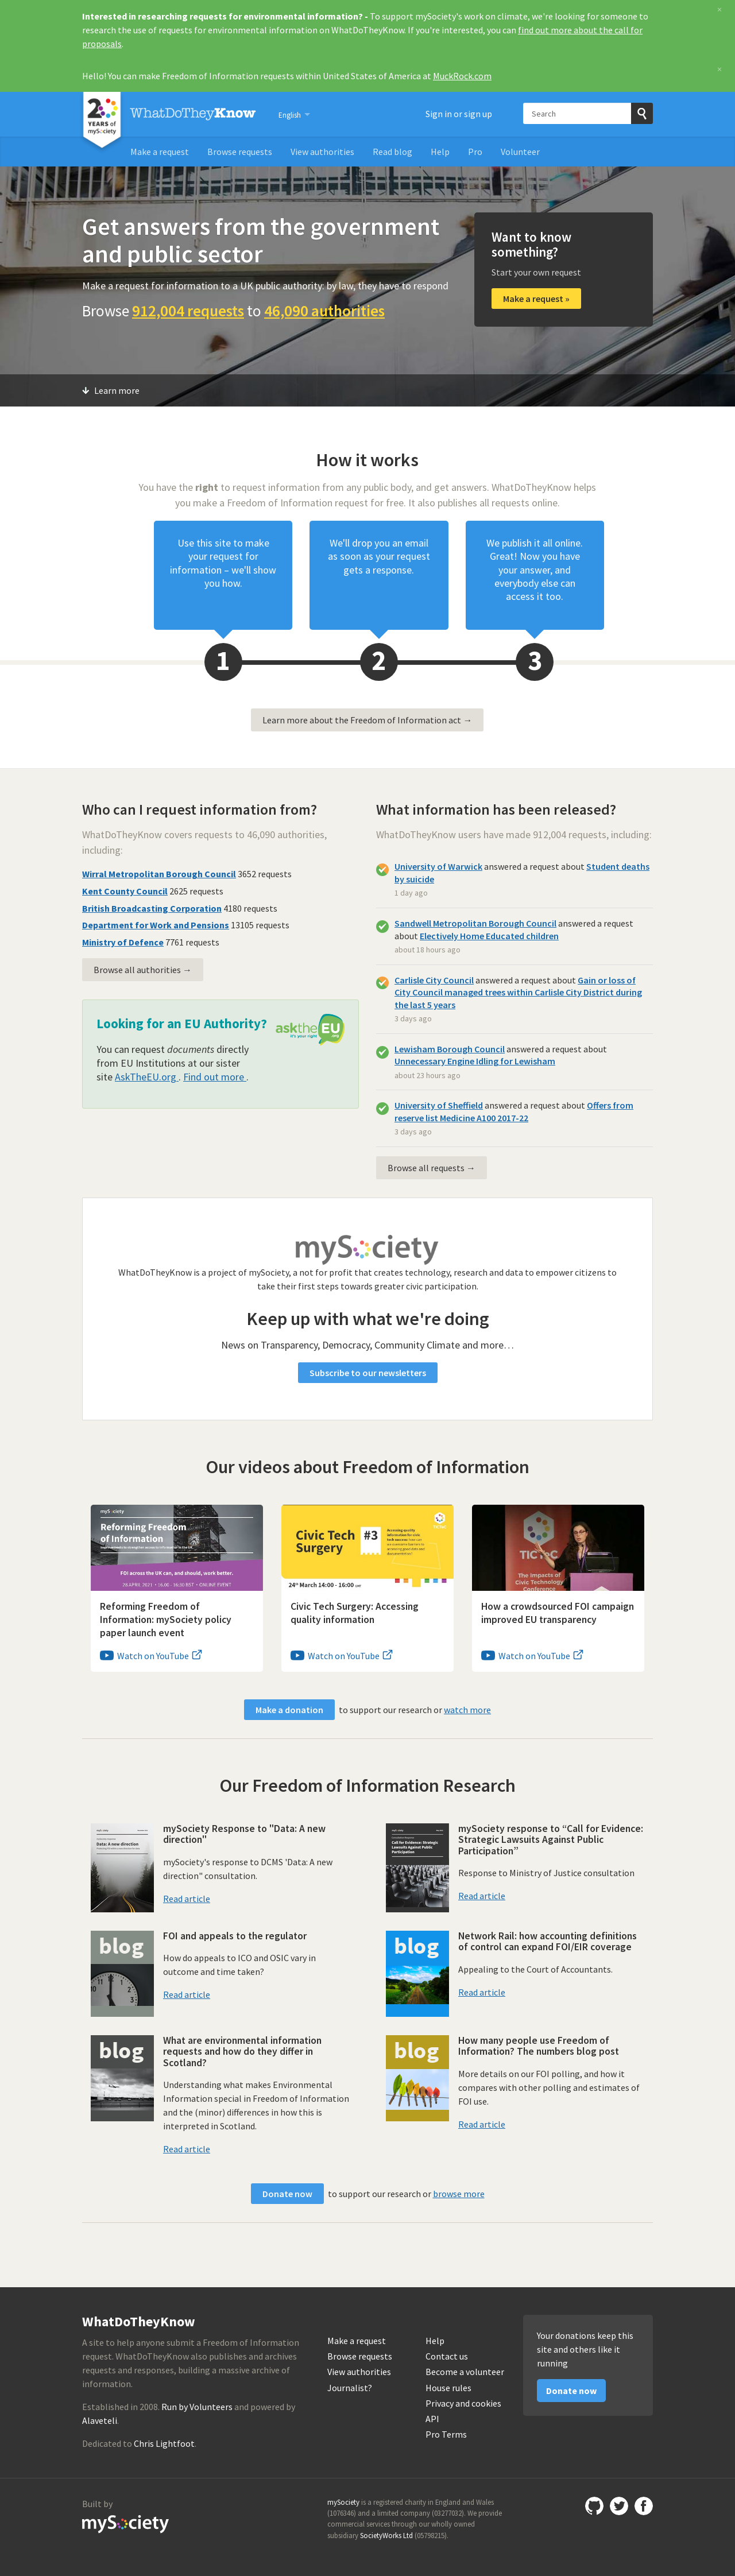 Interested in researching requests for environmental information? - To support mySociety's work on climate, we're looking for someone to
research the use of requests for environmental information on WhatDoTheyKnow. If you're interested, you can find out more about the call for
proposals.
×
Hello! You can make Freedom of Information requests within United States of America at MuckRock.com
×
20 YEARS of mySociety
WhatDoTheyKnow
English
Sign in or sign up
Search
Make a request
Browse requests
View authorities
Read blog
Help
Pro
Volunteer
Get answers from the government
and public sector
Make a request for information to a UK public authority: by law, they have to respond
Browse 912,004 requests to 46,090 authorities
Want to know
something?
Start your own request
Make a request »
Learn more
How it works
You have the right to request information from any public body, and get answers. WhatDoTheyKnow helps
you make a Freedom of Information request for free. It also publishes all requests online.
Use this site to make
your request for
information – we'll show
you how.
We'll drop you an email
as soon as your request
gets a response.
We publish it all online.
Great! Now you have
your answer, and
everybody else can
access it too.
1
2
3
Learn more about the Freedom of Information act →
Who can I request information from?
WhatDoTheyKnow covers requests to 46,090 authorities,
including:
Wirral Metropolitan Borough Council 3652 requests
Kent County Council 2625 requests
British Broadcasting Corporation 4180 requests
Department for Work and Pensions 13105 requests
Ministry of Defence 7761 requests
Browse all authorities →
Looking for an EU Authority?
asktheEU
it's your right
You can request documents directly
from EU Institutions at our sister
site AskTheEU.org . Find out more .
What information has been released?
WhatDoTheyKnow users have made 912,004 requests, including:
University of Warwick answered a request about Student deaths
by suicide
1 day ago
Sandwell Metropolitan Borough Council answered a request
about Electively Home Educated children
about 18 hours ago
Carlisle City Council answered a request about Gain or loss of
City Council managed trees within Carlisle City District during
the last 5 years
3 days ago
Lewisham Borough Council answered a request about
Unnecessary Engine Idling for Lewisham
about 23 hours ago
University of Sheffield answered a request about Offers from
reserve list Medicine A100 2017-22
3 days ago
Browse all requests →
mySociety
WhatDoTheyKnow is a project of mySociety, a not for profit that creates technology, research and data to empower citizens to
take their first steps towards greater civic participation.
Keep up with what we're doing
News on Transparency, Democracy, Community Climate and more…
Subscribe to our newsletters
Our videos about Freedom of Information
mySociety
Reforming Freedom
of Information
FOI across the UK can, and should, work better.
Reforming Freedom of
Information: mySociety policy
paper launch event
Watch on YouTube
Civic Tech
Surgery
#3
24th March 14:00 - 16:00
Civic Tech Surgery: Accessing
quality information
Watch on YouTube
TICTeC
The Impacts of
Civic Technology
How a crowdsourced FOI campaign
improved EU transparency
Watch on YouTube
Make a donation to support our research or watch more
Our Freedom of Information Research
Data: A new direction
mySociety Response to "Data: A new
direction"
mySociety's response to DCMS 'Data: A new
direction" consultation.
Read article
Call for Evidence: Strategic
Lawsuits Against Public
Participation
mySociety response to “Call for Evidence:
Strategic Lawsuits Against Public
Participation”
Response to Ministry of Justice consultation
Read article
blog
FOI and appeals to the regulator
How do appeals to ICO and OSIC vary in
outcome and time taken?
Read article
blog
Network Rail: how accounting definitions
of control can expand FOI/EIR coverage
Appealing to the Court of Accountants.
Read article
blog
What are environmental information
requests and how do they differ in
Scotland?
Understanding what makes Environmental
Information special in Freedom of Information
and the (minor) differences in how this is
interpreted in Scotland.
Read article
blog
How many people use Freedom of
Information? The numbers blog post
More details on our FOI polling, and how it
compares with other polling and estimates of
FOI use.
Read article
Donate now to support our research or browse more
WhatDoTheyKnow
A site to help anyone submit a Freedom of Information
request. WhatDoTheyKnow also publishes and archives
requests and responses, building a massive archive of
information.
Established in 2008. Run by Volunteers and powered by
Alaveteli.
Dedicated to Chris Lightfoot.
Make a request
Browse requests
View authorities
Journalist?
Help
Contact us
Become a volunteer
House rules
Privacy and cookies
API
Pro Terms
Your donations keep this
site and others like it
running
Donate now
Built by
mySociety
mySociety is a registered charity in England and Wales
(1076346) and a limited company (03277032). We provide
commercial services through our wholly owned
subsidiary SocietyWorks Ltd (05798215).